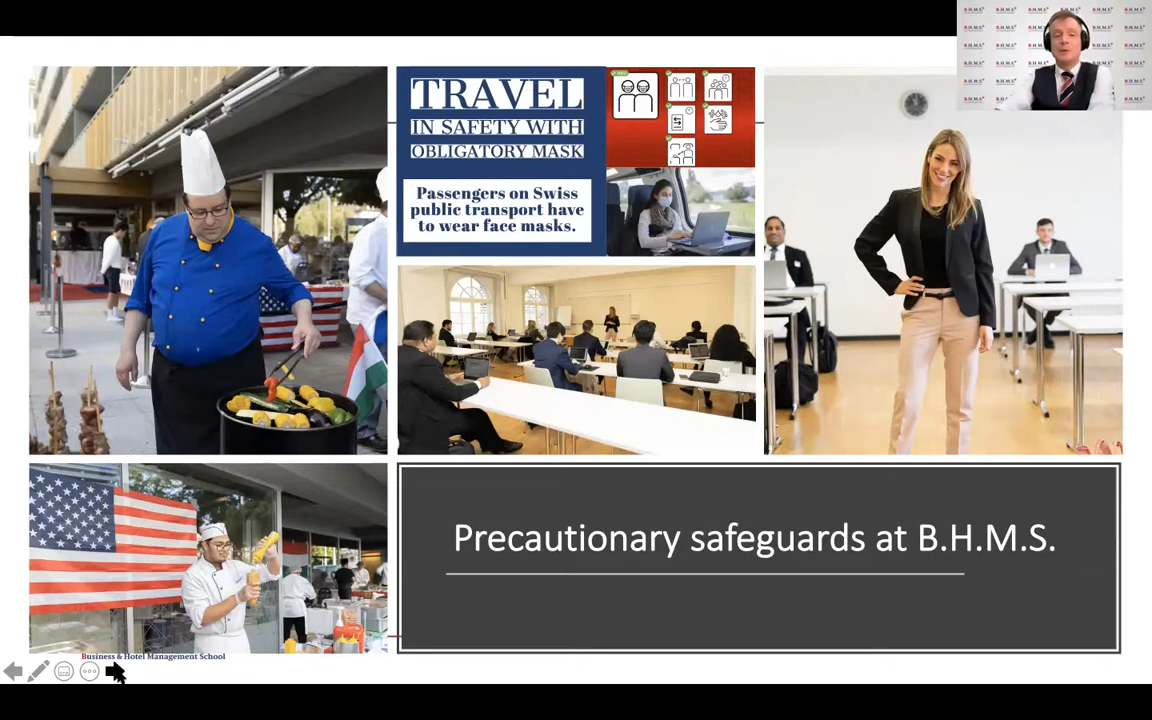 TRAVEL
IN SAFETY WITH
OBLIGATORY MASK
Passengers on Swiss
public transport have
to wear face masks.
Precautionary safeguards at B.H.M.S.
Business & Hotel Management School